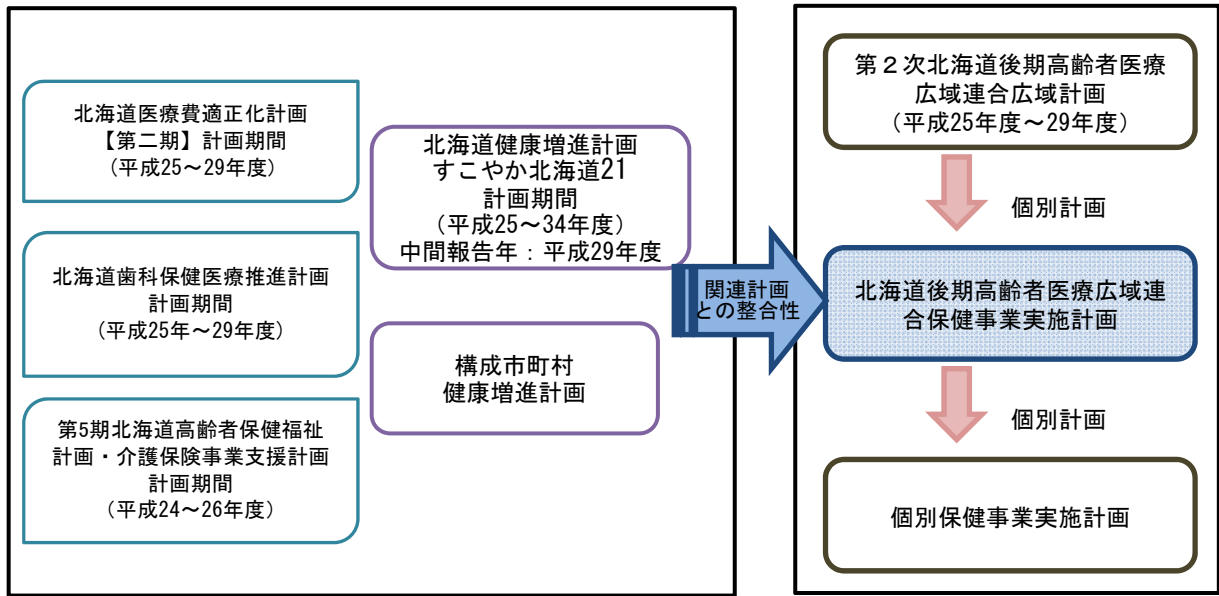 北海道医療費適正化計画
【第二期】計画期間
(平成25～29年度)
北海道歯科保健医療推進計画
計画期間
(平成25年～29年度)
第5期北海道高齢者保健福祉
計画・介護保険事業支援計画
計画期間
(平成24～26年度)
北海道健康増進計画
すこやか北海道21
計画期間
(平成25～34年度)
中間報告年：平成29年度
構成市町村
健康増進計画
関連計画
との整合性
第２次北海道後期高齢者医療
広域連合広域計画
(平成25年度～29年度)
個別計画
北海道後期高齢者医療広域連
合保健事業実施計画
個別計画
個別保健事業実施計画